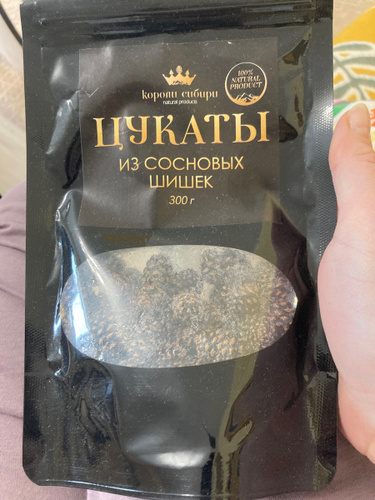 короли сибири
natural products
100%
NATURAL
PRODUCT
ЦУКАТЫ
ИЗ СОСНОВЫХ
ШИШЕК
300 г